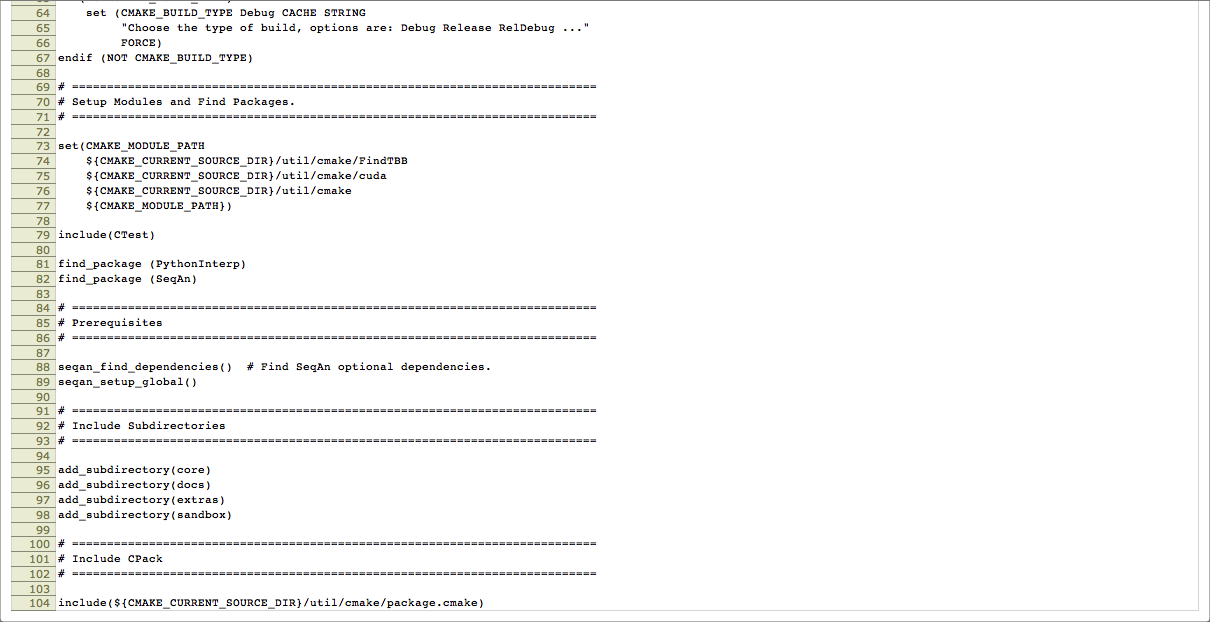 64 set (CMAKE_BUILD_TYPE Debug CACHE STRING
65 "Choose the type of build, options are: Debug Release RelDebug ..."
66 FORCE)
67 endif (NOT CMAKE_BUILD_TYPE)
68
69 # ===========================================================================
70 # Setup Modules and Find Packages.
71 # ===========================================================================
72
73 set(CMAKE_MODULE_PATH
74 ${CMAKE_CURRENT_SOURCE_DIR}/util/cmake/FindTBB
75 ${CMAKE_CURRENT_SOURCE_DIR}/util/cmake/cuda
76 ${CMAKE_CURRENT_SOURCE_DIR}/util/cmake
77 ${CMAKE_MODULE_PATH})
78
79 include(CTest)
80
81 find_package (PythonInterp)
82 find_package (SeqAn)
83
84 # ===========================================================================
85 # Prerequisites
86 # ===========================================================================
87
88 seqan_find_dependencies()  # Find SeqAn optional dependencies.
89 seqan_setup_global()
90
91 # ===========================================================================
92 # Include Subdirectories
93 # ===========================================================================
94
95 add_subdirectory(core)
96 add_subdirectory(docs)
97 add_subdirectory(extras)
98 add_subdirectory(sandbox)
99
100 # ===========================================================================
101 # Include CPack
102 # ===========================================================================
103
104 include(${CMAKE_CURRENT_SOURCE_DIR}/util/cmake/package.cmake)